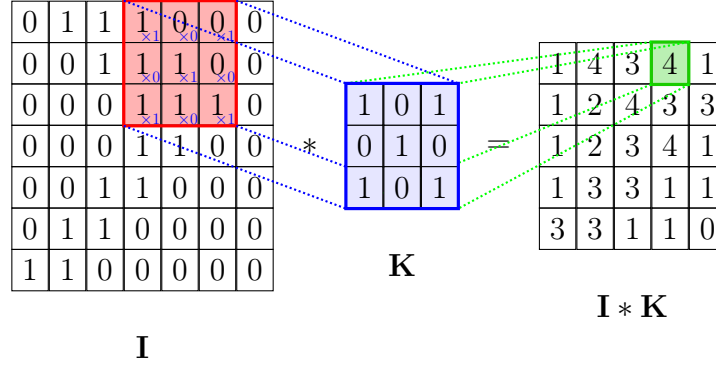 0 1 1 1×1 0×0 0×1 0
0 0 1 1×0 1×1 0×0 0
0 0 0 1×1 1×0 1×1 0
0 0 0 1 1 0 0
0 0 1 1 0 0 0
0 1 1 0 0 0 0
1 1 0 0 0 0 0
I
*
1 0 1
0 1 0
1 0 1
K
=
1 4 3 4 1
1 2 4 3 3
1 2 3 4 1
1 3 3 1 1
3 3 1 1 0
I * K